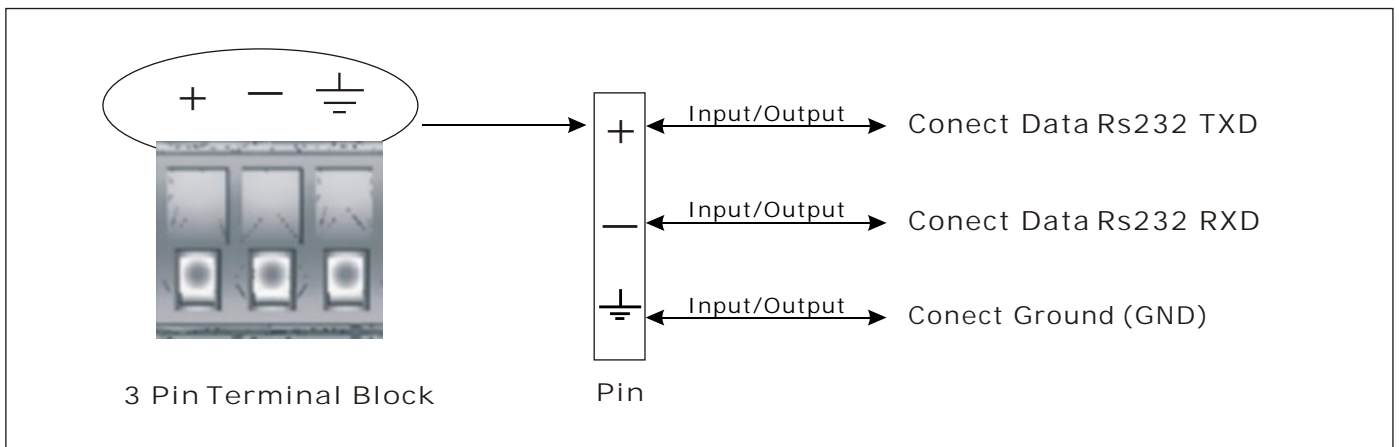 + —
+ Input/Output Conect Data Rs232 TXD
— Input/Output Conect Data Rs232 RXD
Input/Output Conect Ground (GND)
3 Pin Terminal Block
Pin